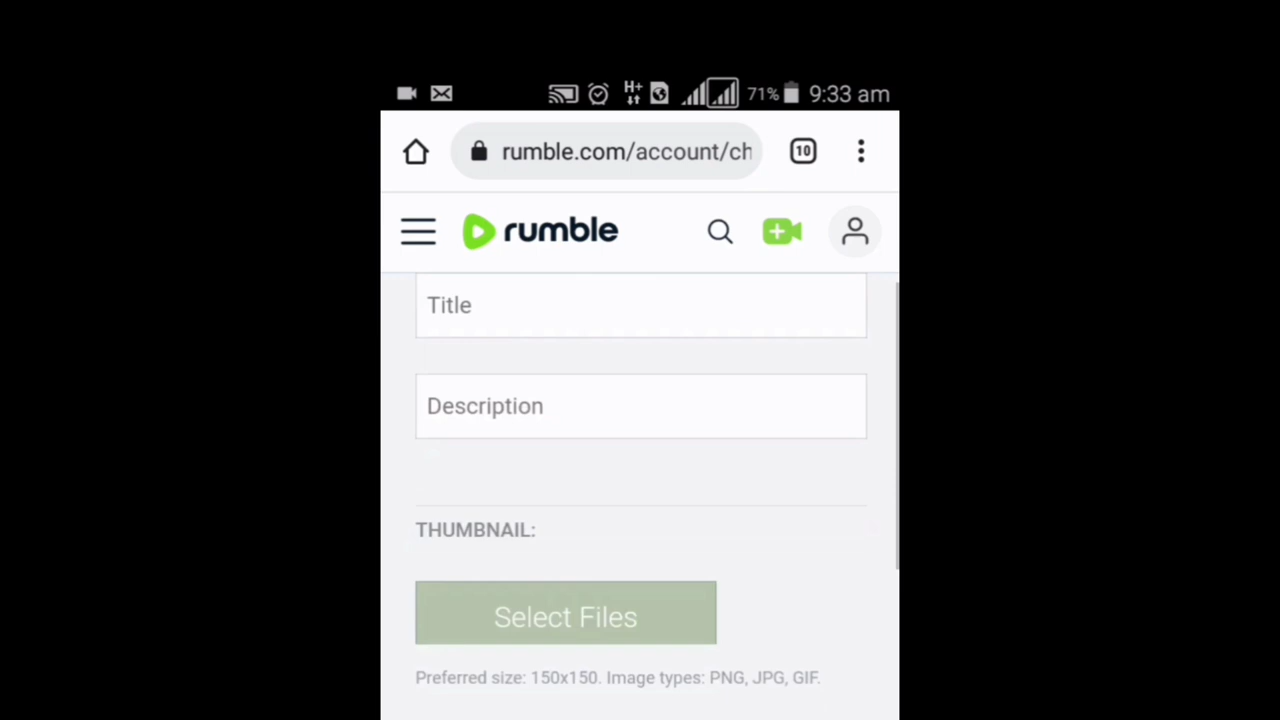 H+ 71% 9:33 am
rumble.com/account/ch 10
rumble
Title
Description
THUMBNAIL:
Select Files
Preferred size: 150x150. Image types: PNG, JPG, GIF.